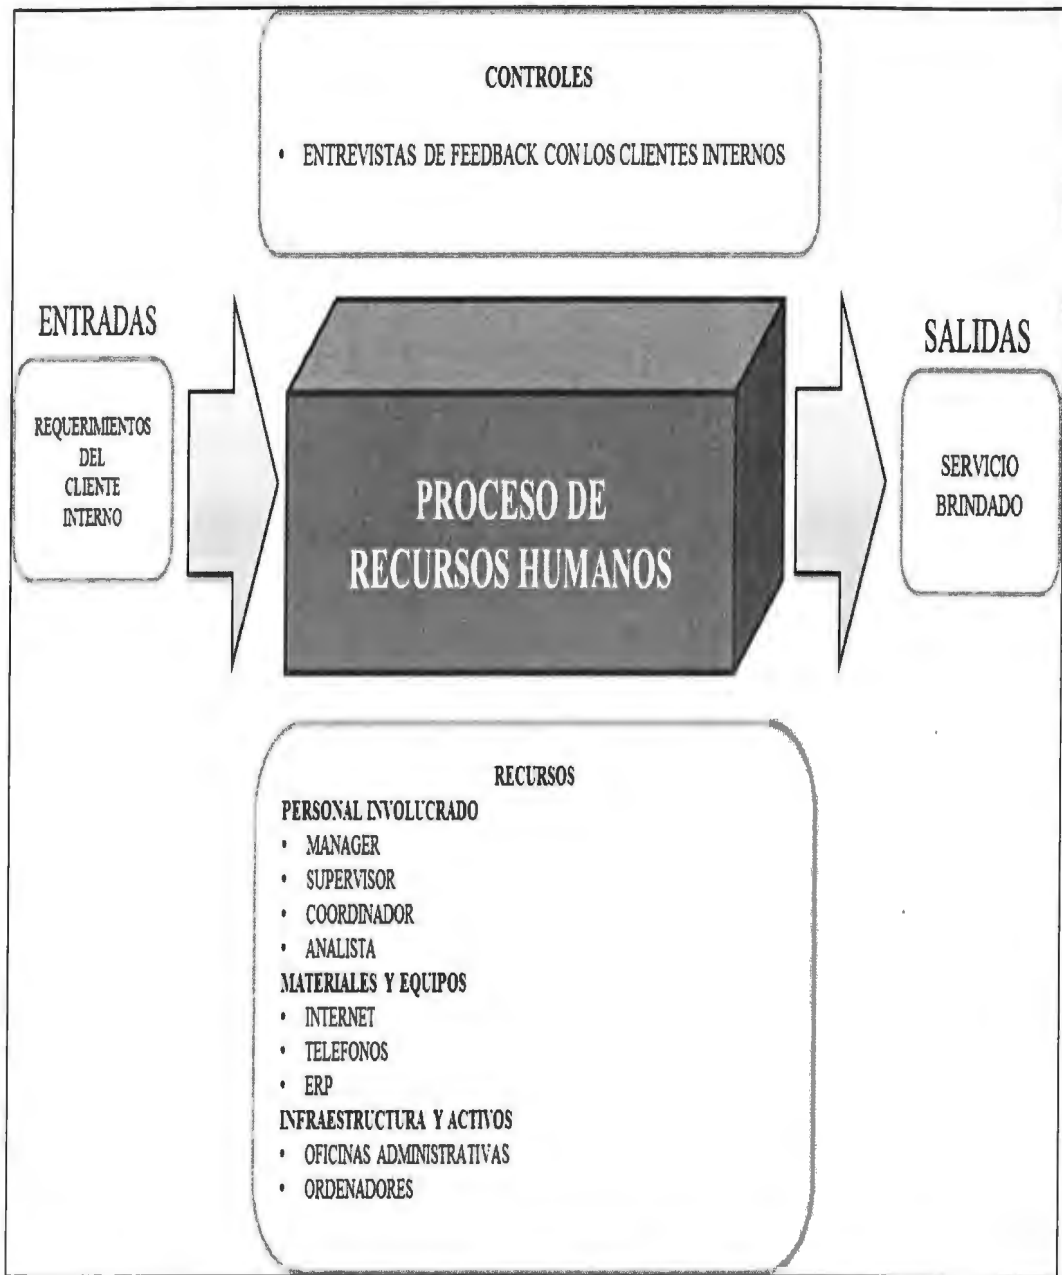 CONTROLES
• ENTREVISTAS DE FEEDBACK CON LOS CLIENTES INTERNOS
ENTRADAS
REQUERIMIENTOS
DEL
CLIENTE
INTERNO
PROCESO DE
RECURSOS HUMANOS
SALIDAS
SERVICIO
BRINDADO
RECURSOS
PERSONAL INVOLUCRADO
• MANAGER
• SUPERVISOR
• COORDINADOR
• ANALISTA
MATERIALES Y EQUIPOS
• INTERNET
• TELEFONOS
• ERP
INFRAESTRUCTURA Y ACTIVOS
• OFICINAS ADMINISTRATIVAS
• ORDENADORES